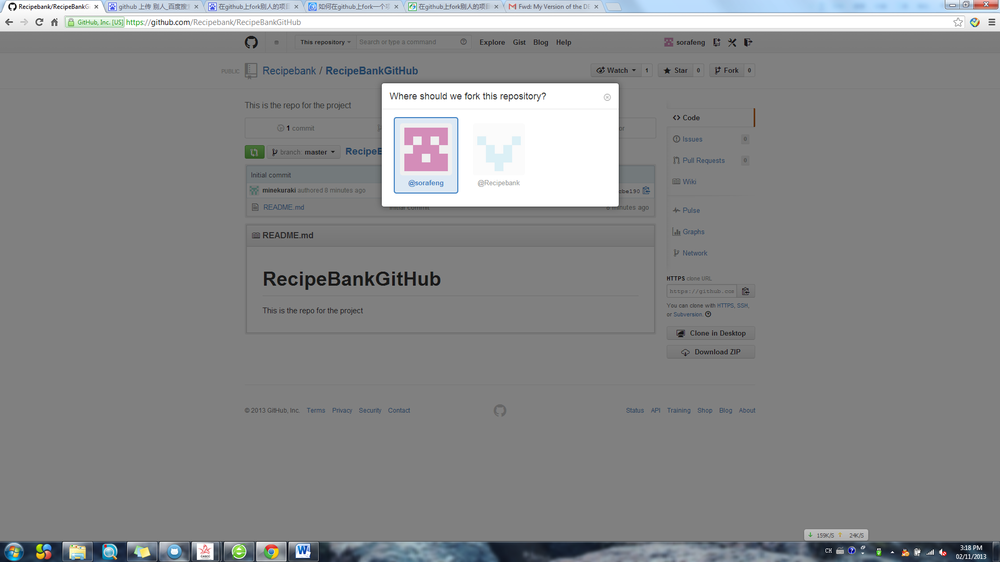 Recipebank/RecipeBankG
github 上传 别人_百度搜
在github上fork别人的项目
如何在github上fork一个
在github上fork别人的项目
Fwd: My Version of the DE
GitHub, Inc. [US] https://github.com/Recipebank/RecipeBankGitHub
This repository Search or type a command Explore Gist Blog Help sorafeng
PUBLIC Recipebank / RecipeBankGitHub Watch 1 Star 0 Fork 0
Where should we fork this repository?
@sorafeng @Recipebank
This is the repo for the project
1 commit or
branch: master RecipeB
Initial commit
minekuraki authored 8 minutes ago cbe190
README.md Initial commit 8 minutes ago
README.md
RecipeBankGitHub
This is the repo for the project
Code
Issues 0
Pull Requests 0
Wiki
Pulse
Graphs
Network
HTTPS clone URL
https://github.com
You can clone with HTTPS, SSH,
or Subversion.
Clone in Desktop
Download ZIP
© 2013 GitHub, Inc. Terms Privacy Security Contact Status API Training Shop Blog About
159K/S 24K/S
CASCC
CH
3:18 PM
02/11/2013